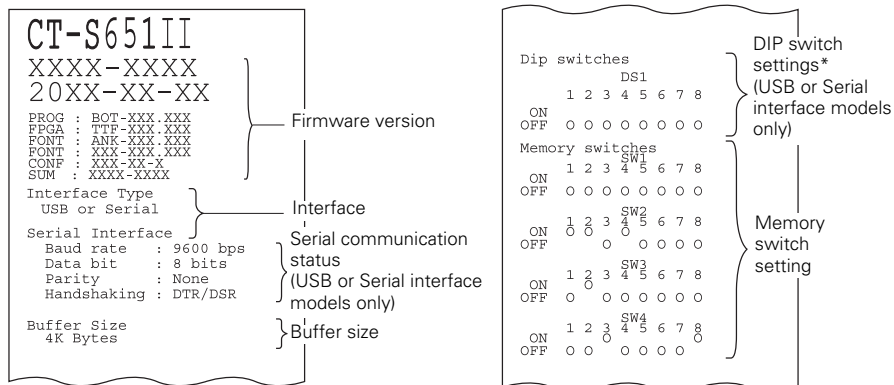 CT-S651II
XXXX-XXXX
20XX-XX-XX
PROG : BOT-XXX.XXX
FPGA : TTF-XXX.XXX
FONT : ANK-XXX.XXX
FONT : XXX-XXX.XXX
CONF : XXX-XX-X
SUM : XXXX-XXXX
Firmware version
Interface Type
USB or Serial
Interface
Serial Interface
Baud rate : 9600 bps
Data bit : 8 bits
Parity : None
Handshaking : DTR/DSR
Serial communication
status
(USB or Serial interface
models only)
Buffer Size
4K Bytes
Buffer size
Dip switches
DS1
1 2 3 4 5 6 7 8
ON
OFF O O O O O O O O
DIP switch
settings*
(USB or Serial
interface models
only)
Memory switches
SW1
1 2 3 4 5 6 7 8
ON
OFF O O O O O O O O
SW2
1 2 3 4 5 6 7 8
ON O O O
OFF O O O O O
SW3
1 2 3 4 5 6 7 8
ON O
OFF O O O O O O O
SW4
1 2 3 4 5 6 7 8
ON O O
OFF O O O O O O
Memory
switch
setting